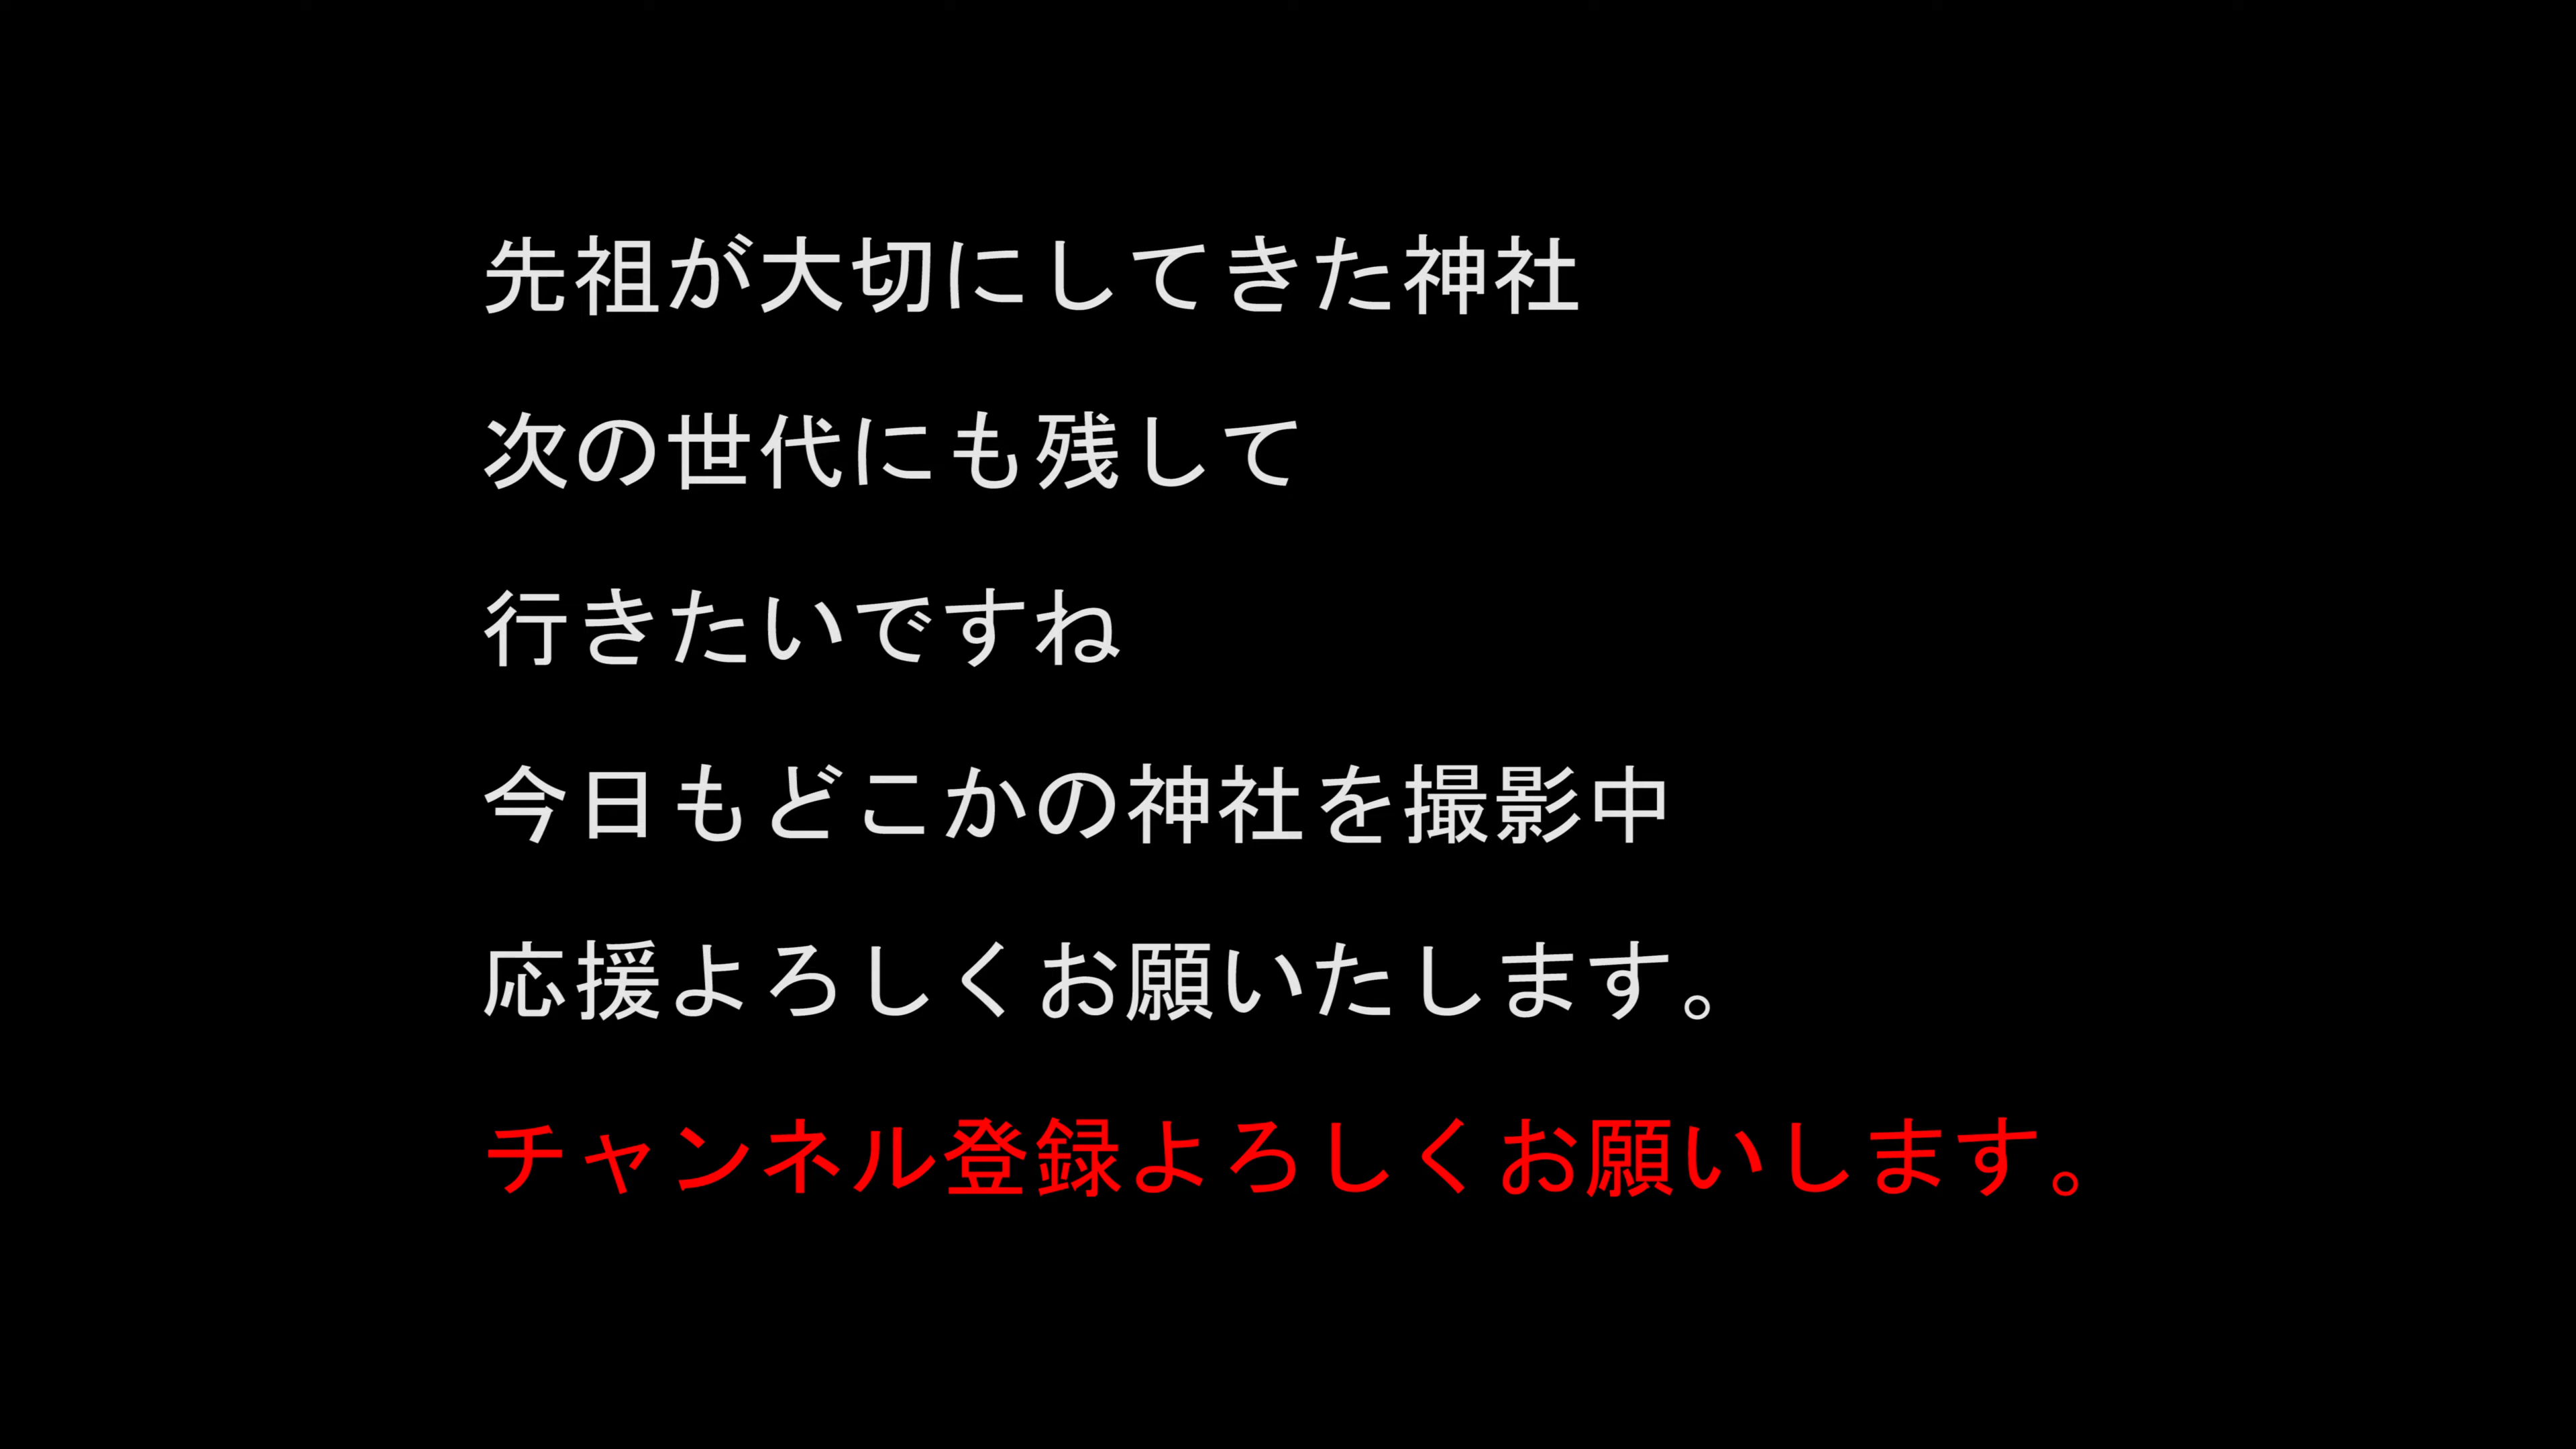 先祖が大切にしてきた神社
次の世代にも残して
行きたいですね
今日もどこかの神社を撮影中
応援よろしくお願いたします。
チャンネル登録よろしくお願いします。